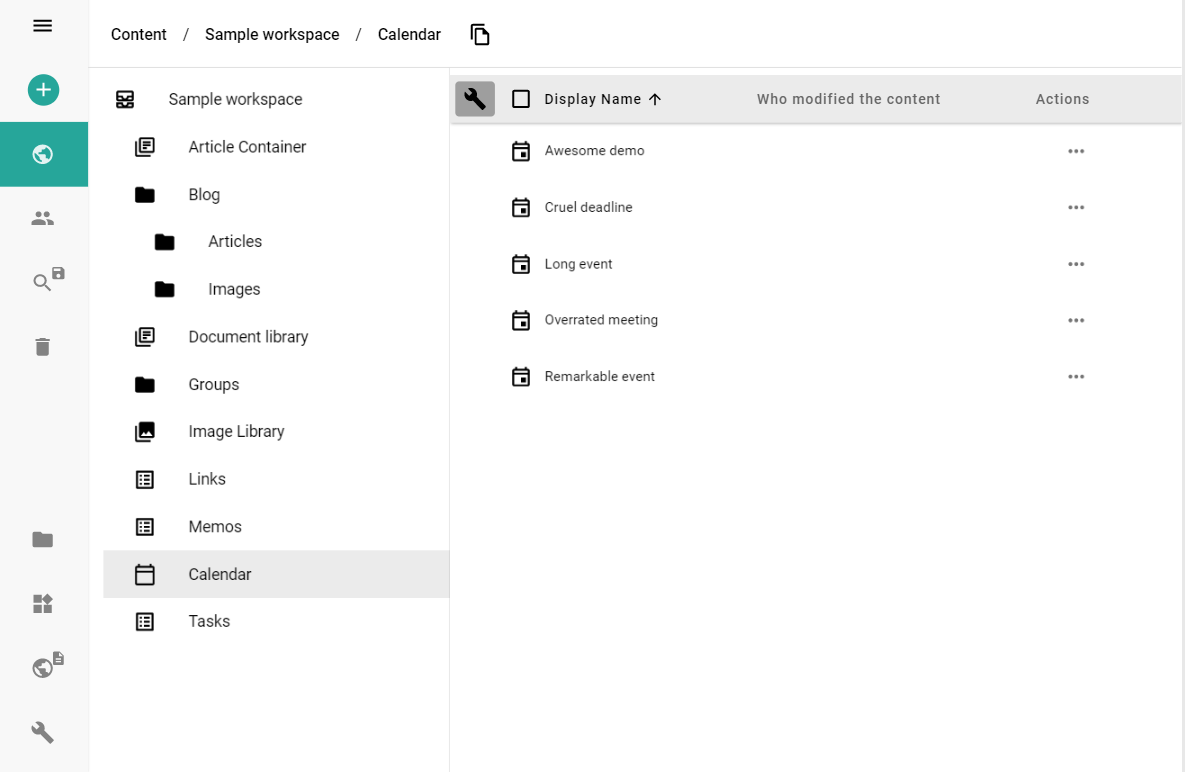 Content / Sample workspace / Calendar
Sample workspace
Article Container
Blog
Articles
Images
Document library
Groups
Image Library
Links
Memos
Calendar
Tasks
Display Name Who modified the content Actions
Awesome demo
Cruel deadline
Long event
Overrated meeting
Remarkable event